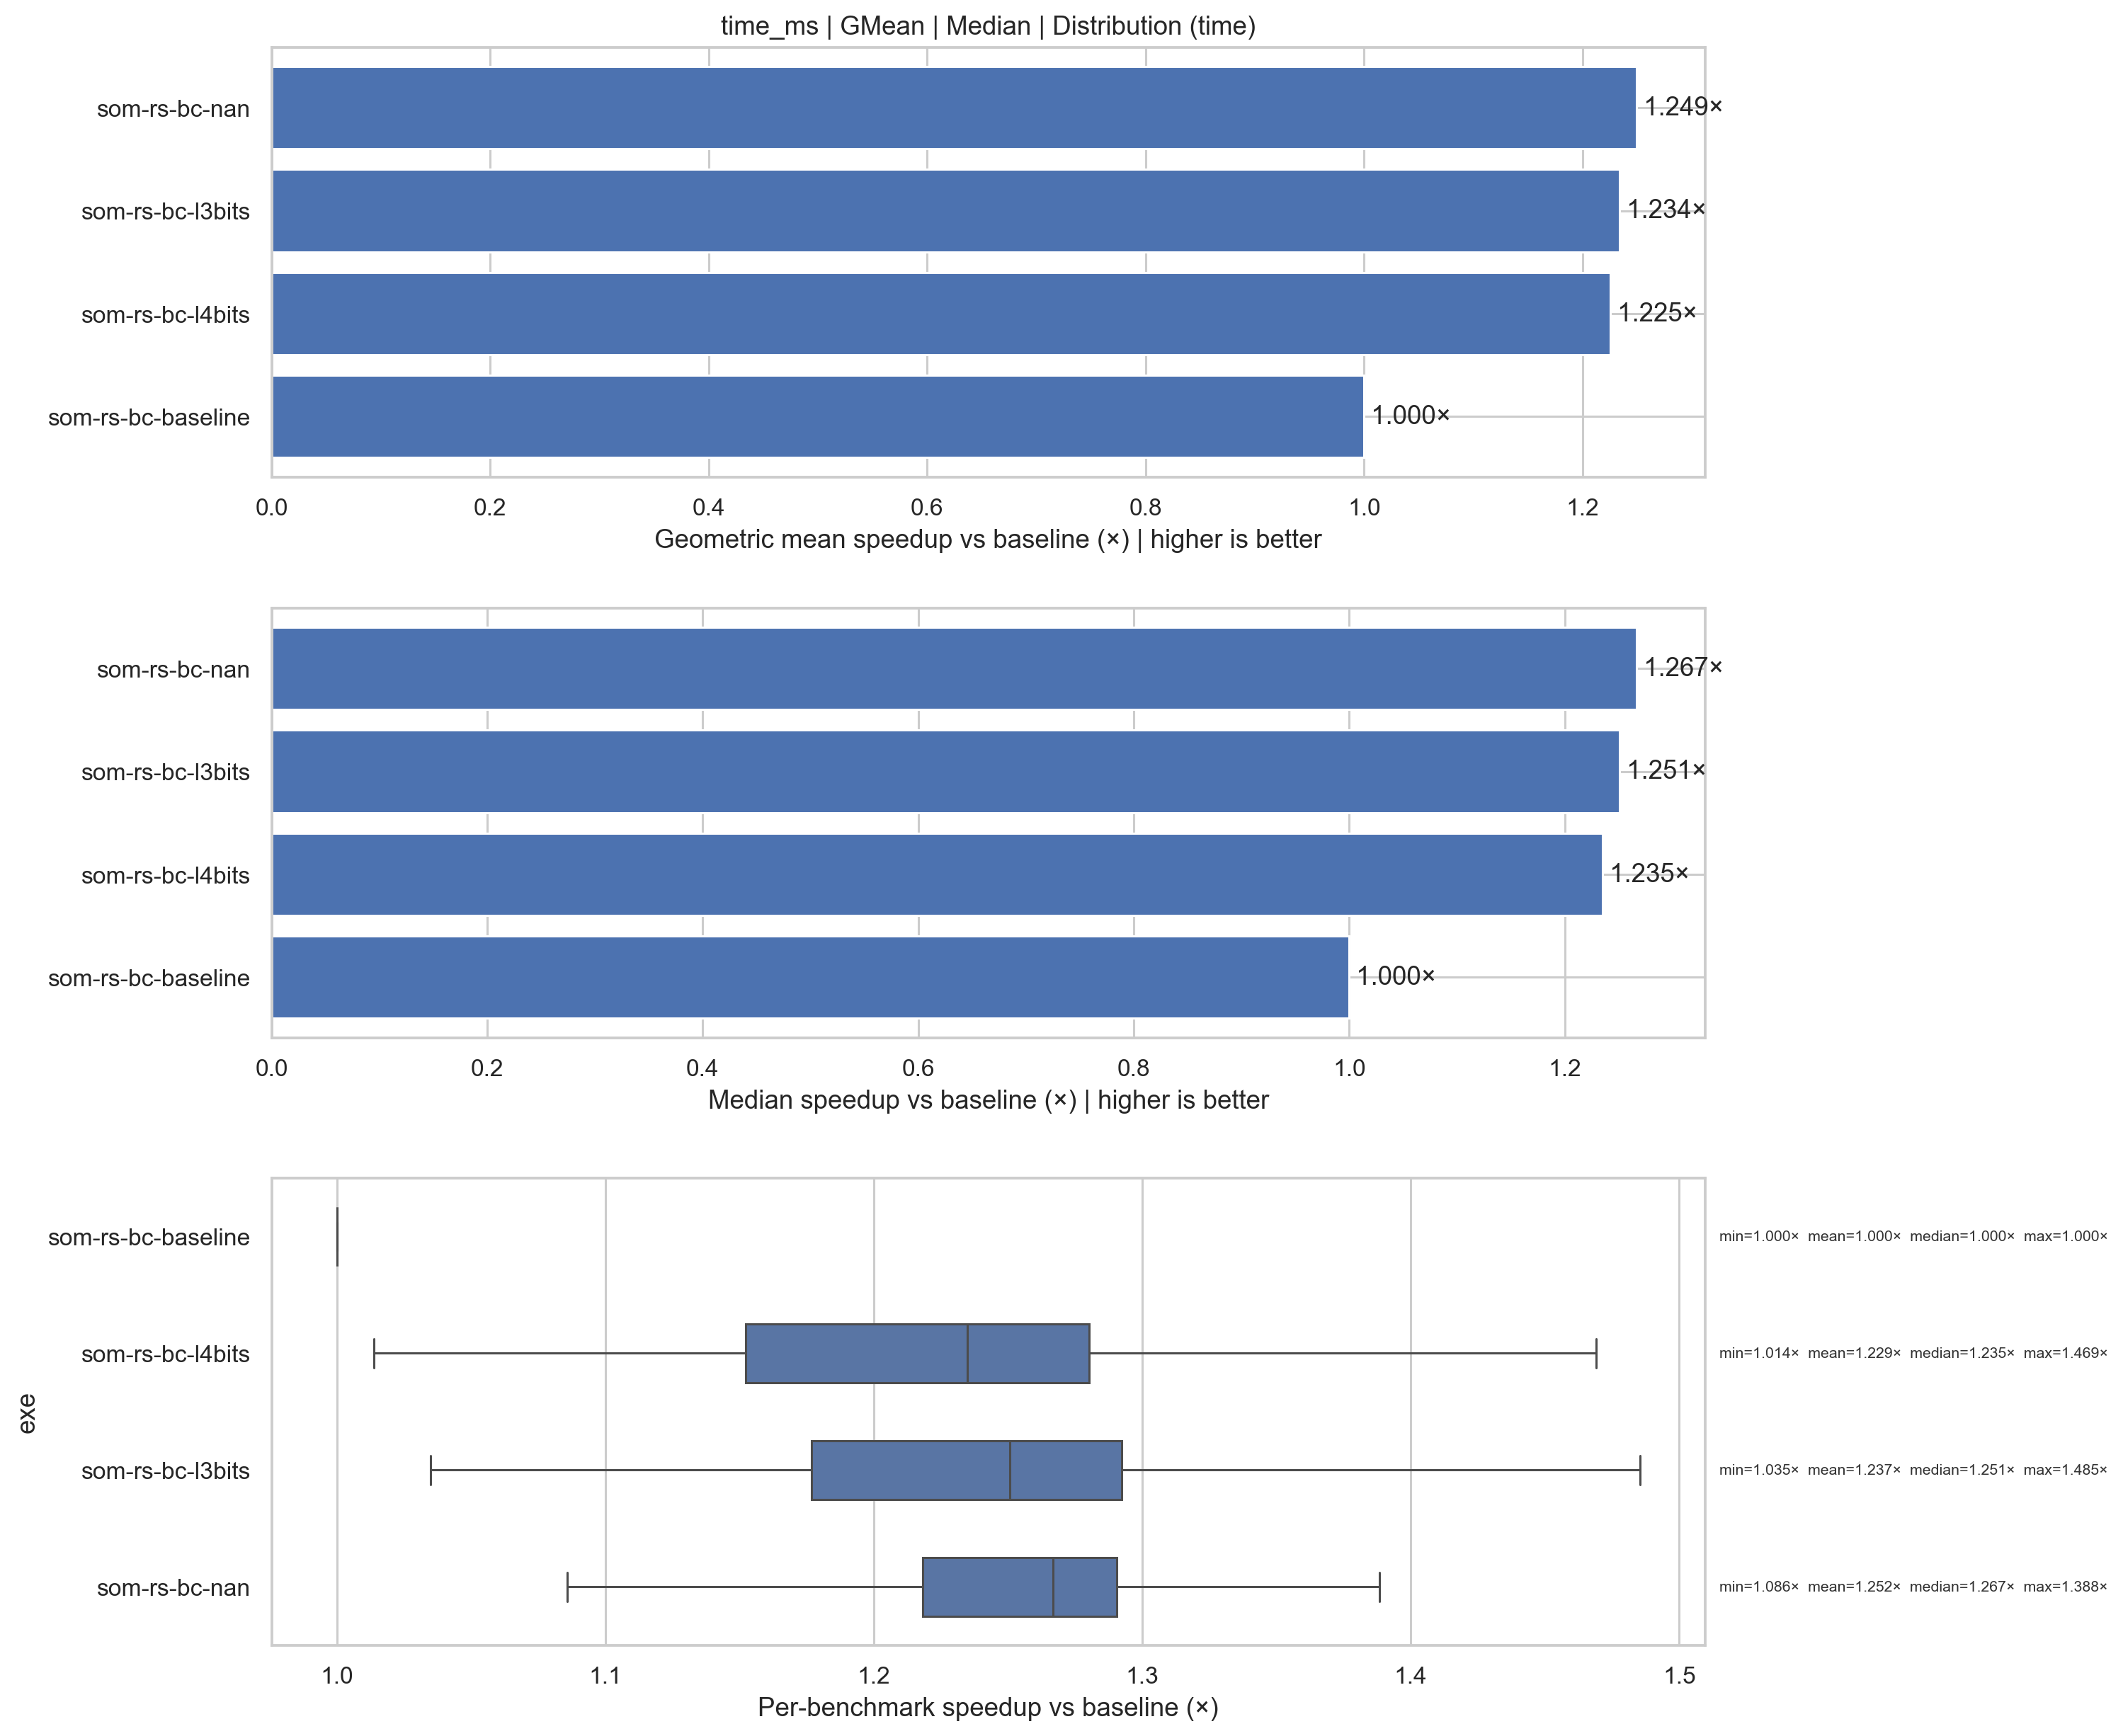 time_ms | GMean | Median | Distribution (time)
som-rs-bc-nan
1.249×
som-rs-bc-l3bits
1.234×
som-rs-bc-l4bits
1.225×
som-rs-bc-baseline
1.000×
0.0 0.2 0.4 0.6 0.8 1.0 1.2
Geometric mean speedup vs baseline (×) | higher is better
som-rs-bc-nan
1.267×
som-rs-bc-l3bits
1.251×
som-rs-bc-l4bits
1.235×
som-rs-bc-baseline
1.000×
0.0 0.2 0.4 0.6 0.8 1.0 1.2
Median speedup vs baseline (×) | higher is better
exe
som-rs-bc-baseline
min=1.000× mean=1.000× median=1.000× max=1.000×
som-rs-bc-l4bits
min=1.014× mean=1.229× median=1.235× max=1.469×
som-rs-bc-l3bits
min=1.035× mean=1.237× median=1.251× max=1.485×
som-rs-bc-nan
min=1.086× mean=1.252× median=1.267× max=1.388×
1.0 1.1 1.2 1.3 1.4 1.5
Per-benchmark speedup vs baseline (×)